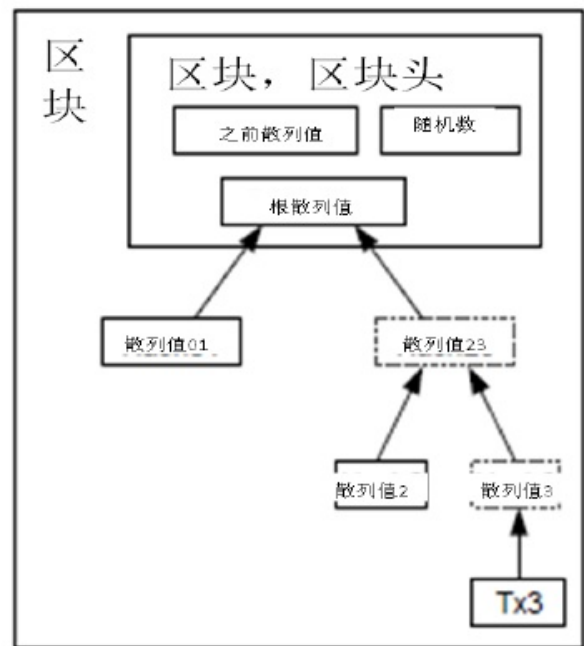 区
块
区块，区块头
之前散列值
随机数
根散列值
散列值01
散列值23
散列值2
散列值3
Tx3